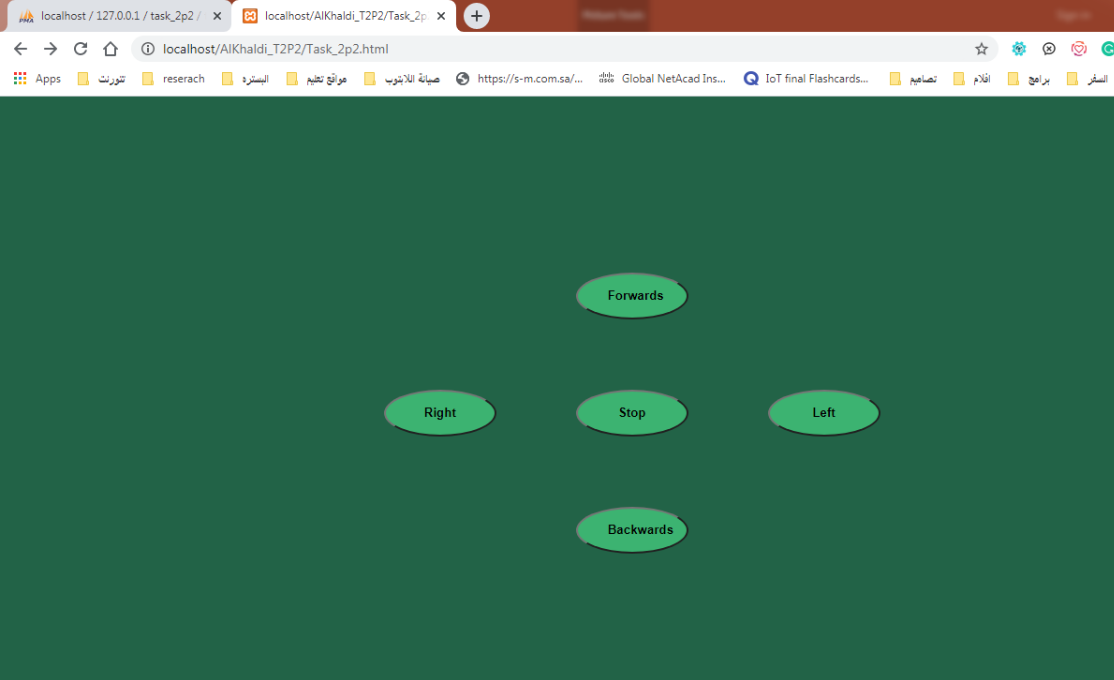 localhost / 127.0.0.1 / task_2p2 /
localhost/AlKhaldi_T2P2/Task_2p
localhost/AlKhaldi_T2P2/Task_2p2.html
Apps تتورنت reserach البستره مواقع تعليم صيانة اللابتوب https://s-m.com.sa/... Global NetAcad Ins... IoT final Flashcards... تصاميم افلام برامج السفر
Forwards
Right Stop Left
Backwards